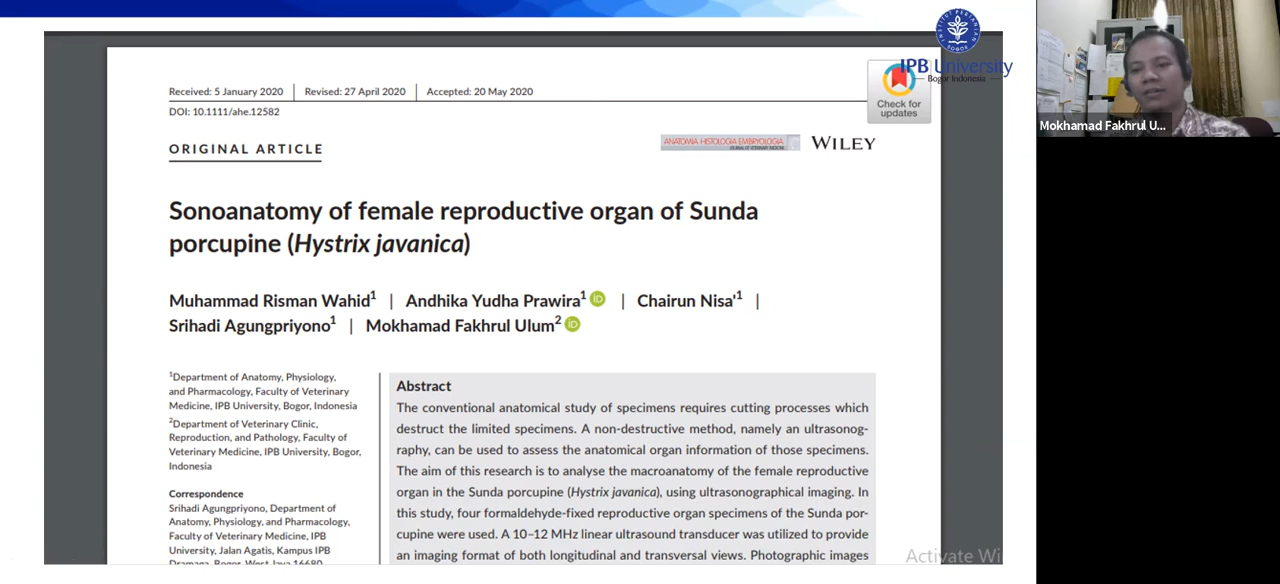 IPB University
Bogor Indonesia
Received: 5 January 2020 | Revised: 27 April 2020 | Accepted: 20 May 2020
DOI: 10.1111/ahe.12582
Check for
updates
ORIGINAL ARTICLE
ANATOMIA HISTOLOGIA EMBRYOLOGIA
WILEY
Sonoanatomy of female reproductive organ of Sunda
porcupine (Hystrix javanica)
Muhammad Risman Wahid1 | Andhika Yudha Prawira1 iD | Chairun Nisa'1 |
Srihadi Agungpriyono1 | Mokhamad Fakhrul Ulum2 iD
1Department of Anatomy, Physiology,
and Pharmacology, Faculty of Veterinary
Medicine, IPB University, Bogor, Indonesia
2Department of Veterinary Clinic,
Reproduction, and Pathology, Faculty of
Veterinary Medicine, IPB University, Bogor,
Indonesia
Correspondence
Srihadi Agungpriyono, Department of
Anatomy, Physiology, and Pharmacology,
Faculty of Veterinary Medicine, IPB
University, Jalan Agatis, Kampus IPB
Dramaga, Bogor, West Java 16680
Abstract
The conventional anatomical study of specimens requires cutting processes which
destruct the limited specimens. A non-destructive method, namely an ultrasonog-
raphy, can be used to assess the anatomical organ information of those specimens.
The aim of this research is to analyse the macroanatomy of the female reproductive
organ in the Sunda porcupine (Hystrix javanica), using ultrasonographical imaging. In
this study, four formaldehyde-fixed reproductive organ specimens of the Sunda por-
cupine were used. A 10–12 MHz linear ultrasound transducer was utilized to provide
an imaging format of both longitudinal and transversal views. Photographic images
Activate Wi
Mokhamad Fakhrul U...